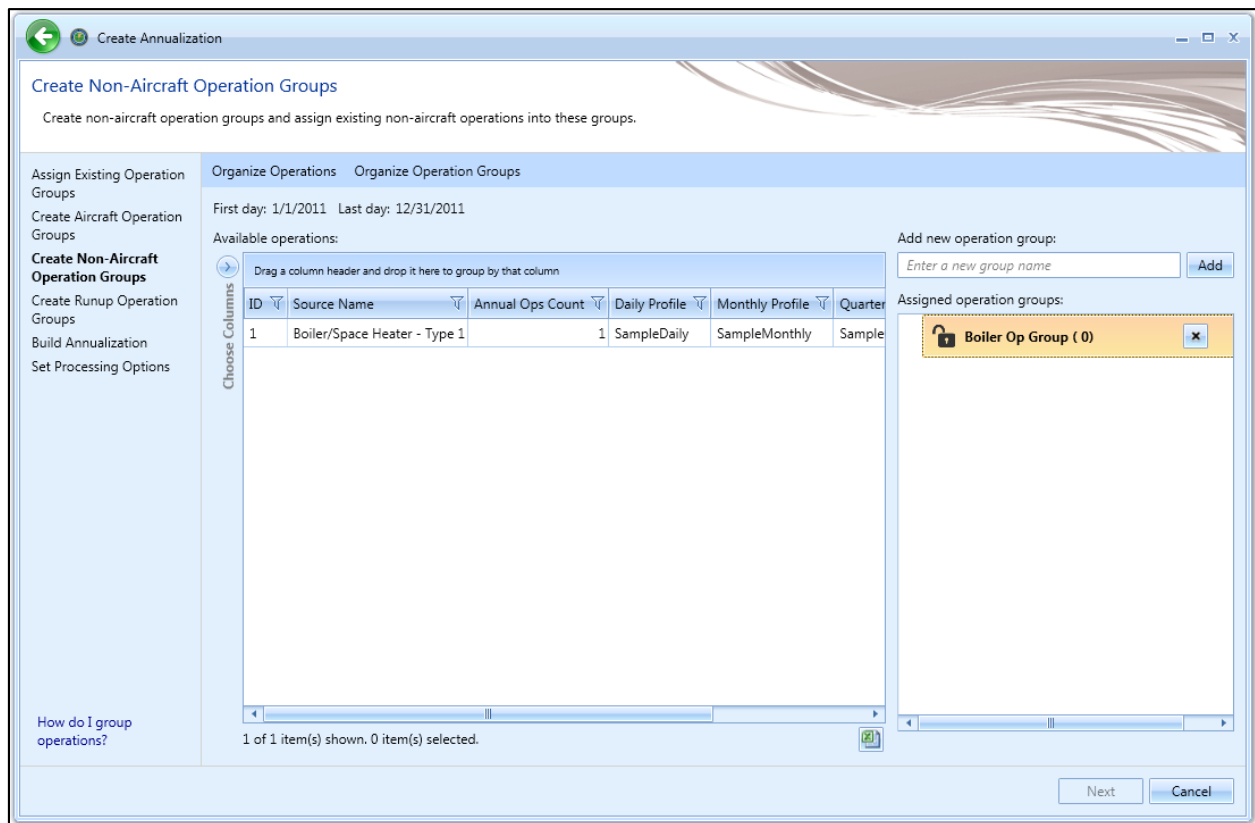 Create Annualization
Create Non-Aircraft Operation Groups
Create non-aircraft operation groups and assign existing non-aircraft operations into these groups.
Assign Existing Operation
Groups
Create Aircraft Operation
Groups
Create Non-Aircraft
Operation Groups
Create Runup Operation
Groups
Build Annualization
Set Processing Options
How do I group
operations?
Organize Operations Organize Operation Groups
First day: 1/1/2011 Last day: 12/31/2011
Available operations:
Choose Columns
Drag a column header and drop it here to group by that column
ID Source Name Annual Ops Count Daily Profile Monthly Profile Quarter
1 Boiler/Space Heater - Type 1 1 SampleDaily SampleMonthly Sample
1 of 1 item(s) shown. 0 item(s) selected.
Add new operation group:
Enter a new group name Add
Assigned operation groups:
Boiler Op Group ( 0)
Next Cancel